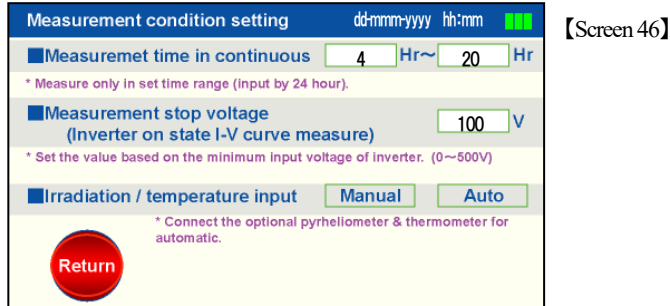 Measurement condition setting dd-mmm-yyyy hh:mm
【Screen 46】
■Measuremet time in continuous 4 Hr～ 20 Hr
* Measure only in set time range (input by 24 hour).
■Measurement stop voltage
(Inverter on state I-V curve measure) 100 V
* Set the value based on the minimum input voltage of inverter. (0～500V)
■Irradiation / temperature input Manual Auto
* Connect the optional pyrheliometer & thermometer for
automatic.
Return